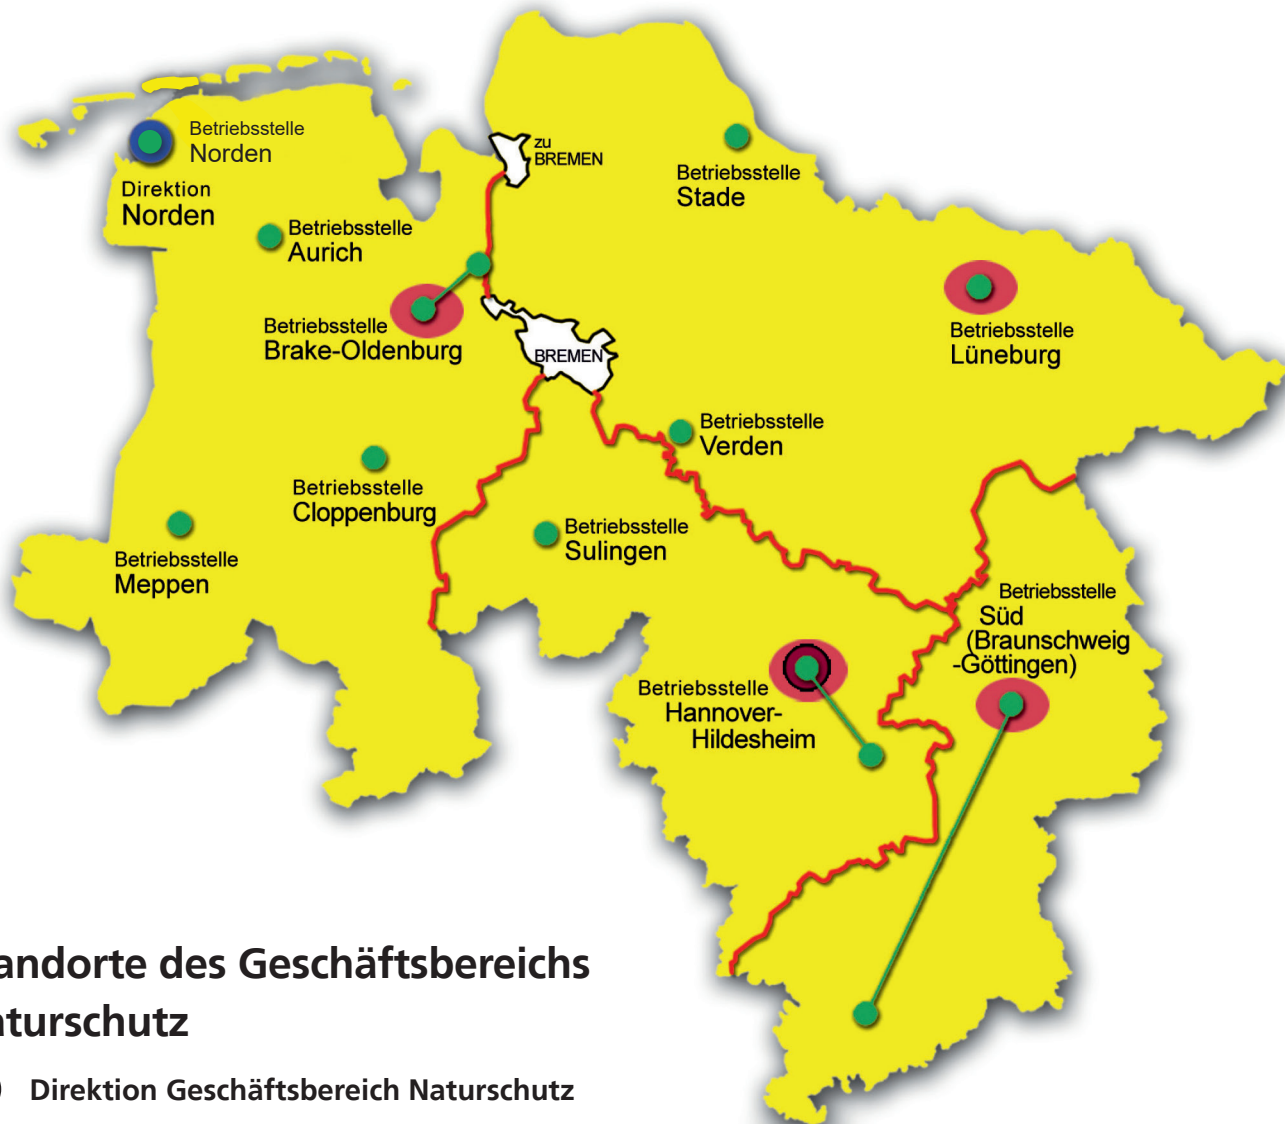 Betriebsstelle
Norden
Direktion
Norden
zu
BREMEN
Betriebsstelle
Stade
Betriebsstelle
Aurich
Betriebsstelle
Brake-Oldenburg
BREMEN
Betriebsstelle
Lüneburg
Betriebsstelle
Verden
Betriebsstelle
Cloppenburg
Betriebsstelle
Sulingen
Betriebsstelle
Meppen
Betriebsstelle
Süd
(Braunschweig
-Göttingen)
Betriebsstelle
Hannover-
Hildesheim
andorte des Geschäftsbereichs
aturschutz
Direktion Geschäftsbereich Naturschutz